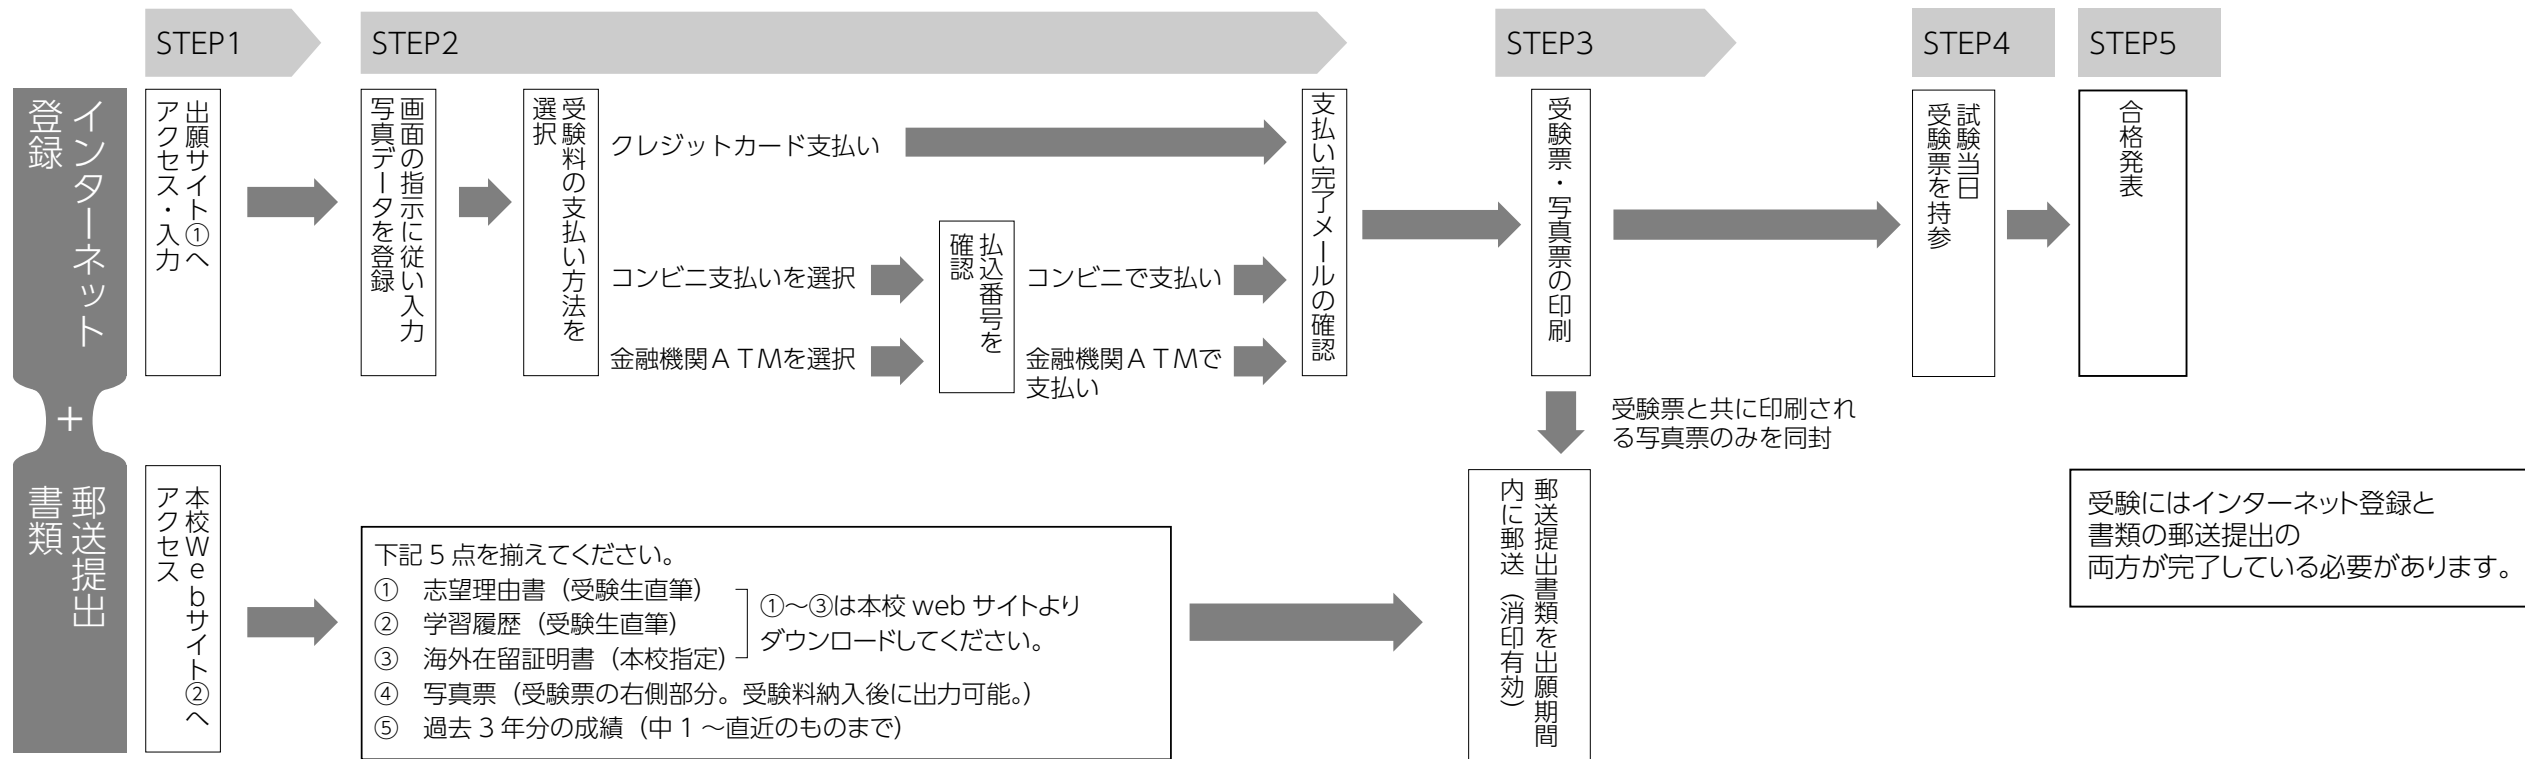 STEP1
STEP2
STEP3
STEP4
STEP5
インターネット
登録
出願サイト①へ
アクセス・入力
画面の指示に従い入力
写真データを登録
受験料の支払い方法を
選択
クレジットカード支払い
コンビニ支払いを選択
金融機関ATMを選択
払込番号を
確認
コンビニで支払い
金融機関ATMで
支払い
支払い完了メールの確認
受験票・写真票の印刷
試験当日
受験票を持参
合格発表
受験票と共に印刷され
る写真票のみを同封
+
郵送提出
書類
本校Webサイト②へ
アクセス
下記5点を揃えてください。
① 志望理由書(受験生直筆)
② 学習履歴(受験生直筆)
③ 海外在留証明書(本校指定)
①~③は本校 web サイトより
ダウンロードしてください。
④ 写真票(受験票の右側部分。受験料納入後に出力可能。)
⑤ 過去3年分の成績(中1~直近のものまで)
郵送提出書類を出願期間
内に郵送(消印有効)
受験にはインターネット登録と
書類の郵送提出の
両方が完了している必要があります。